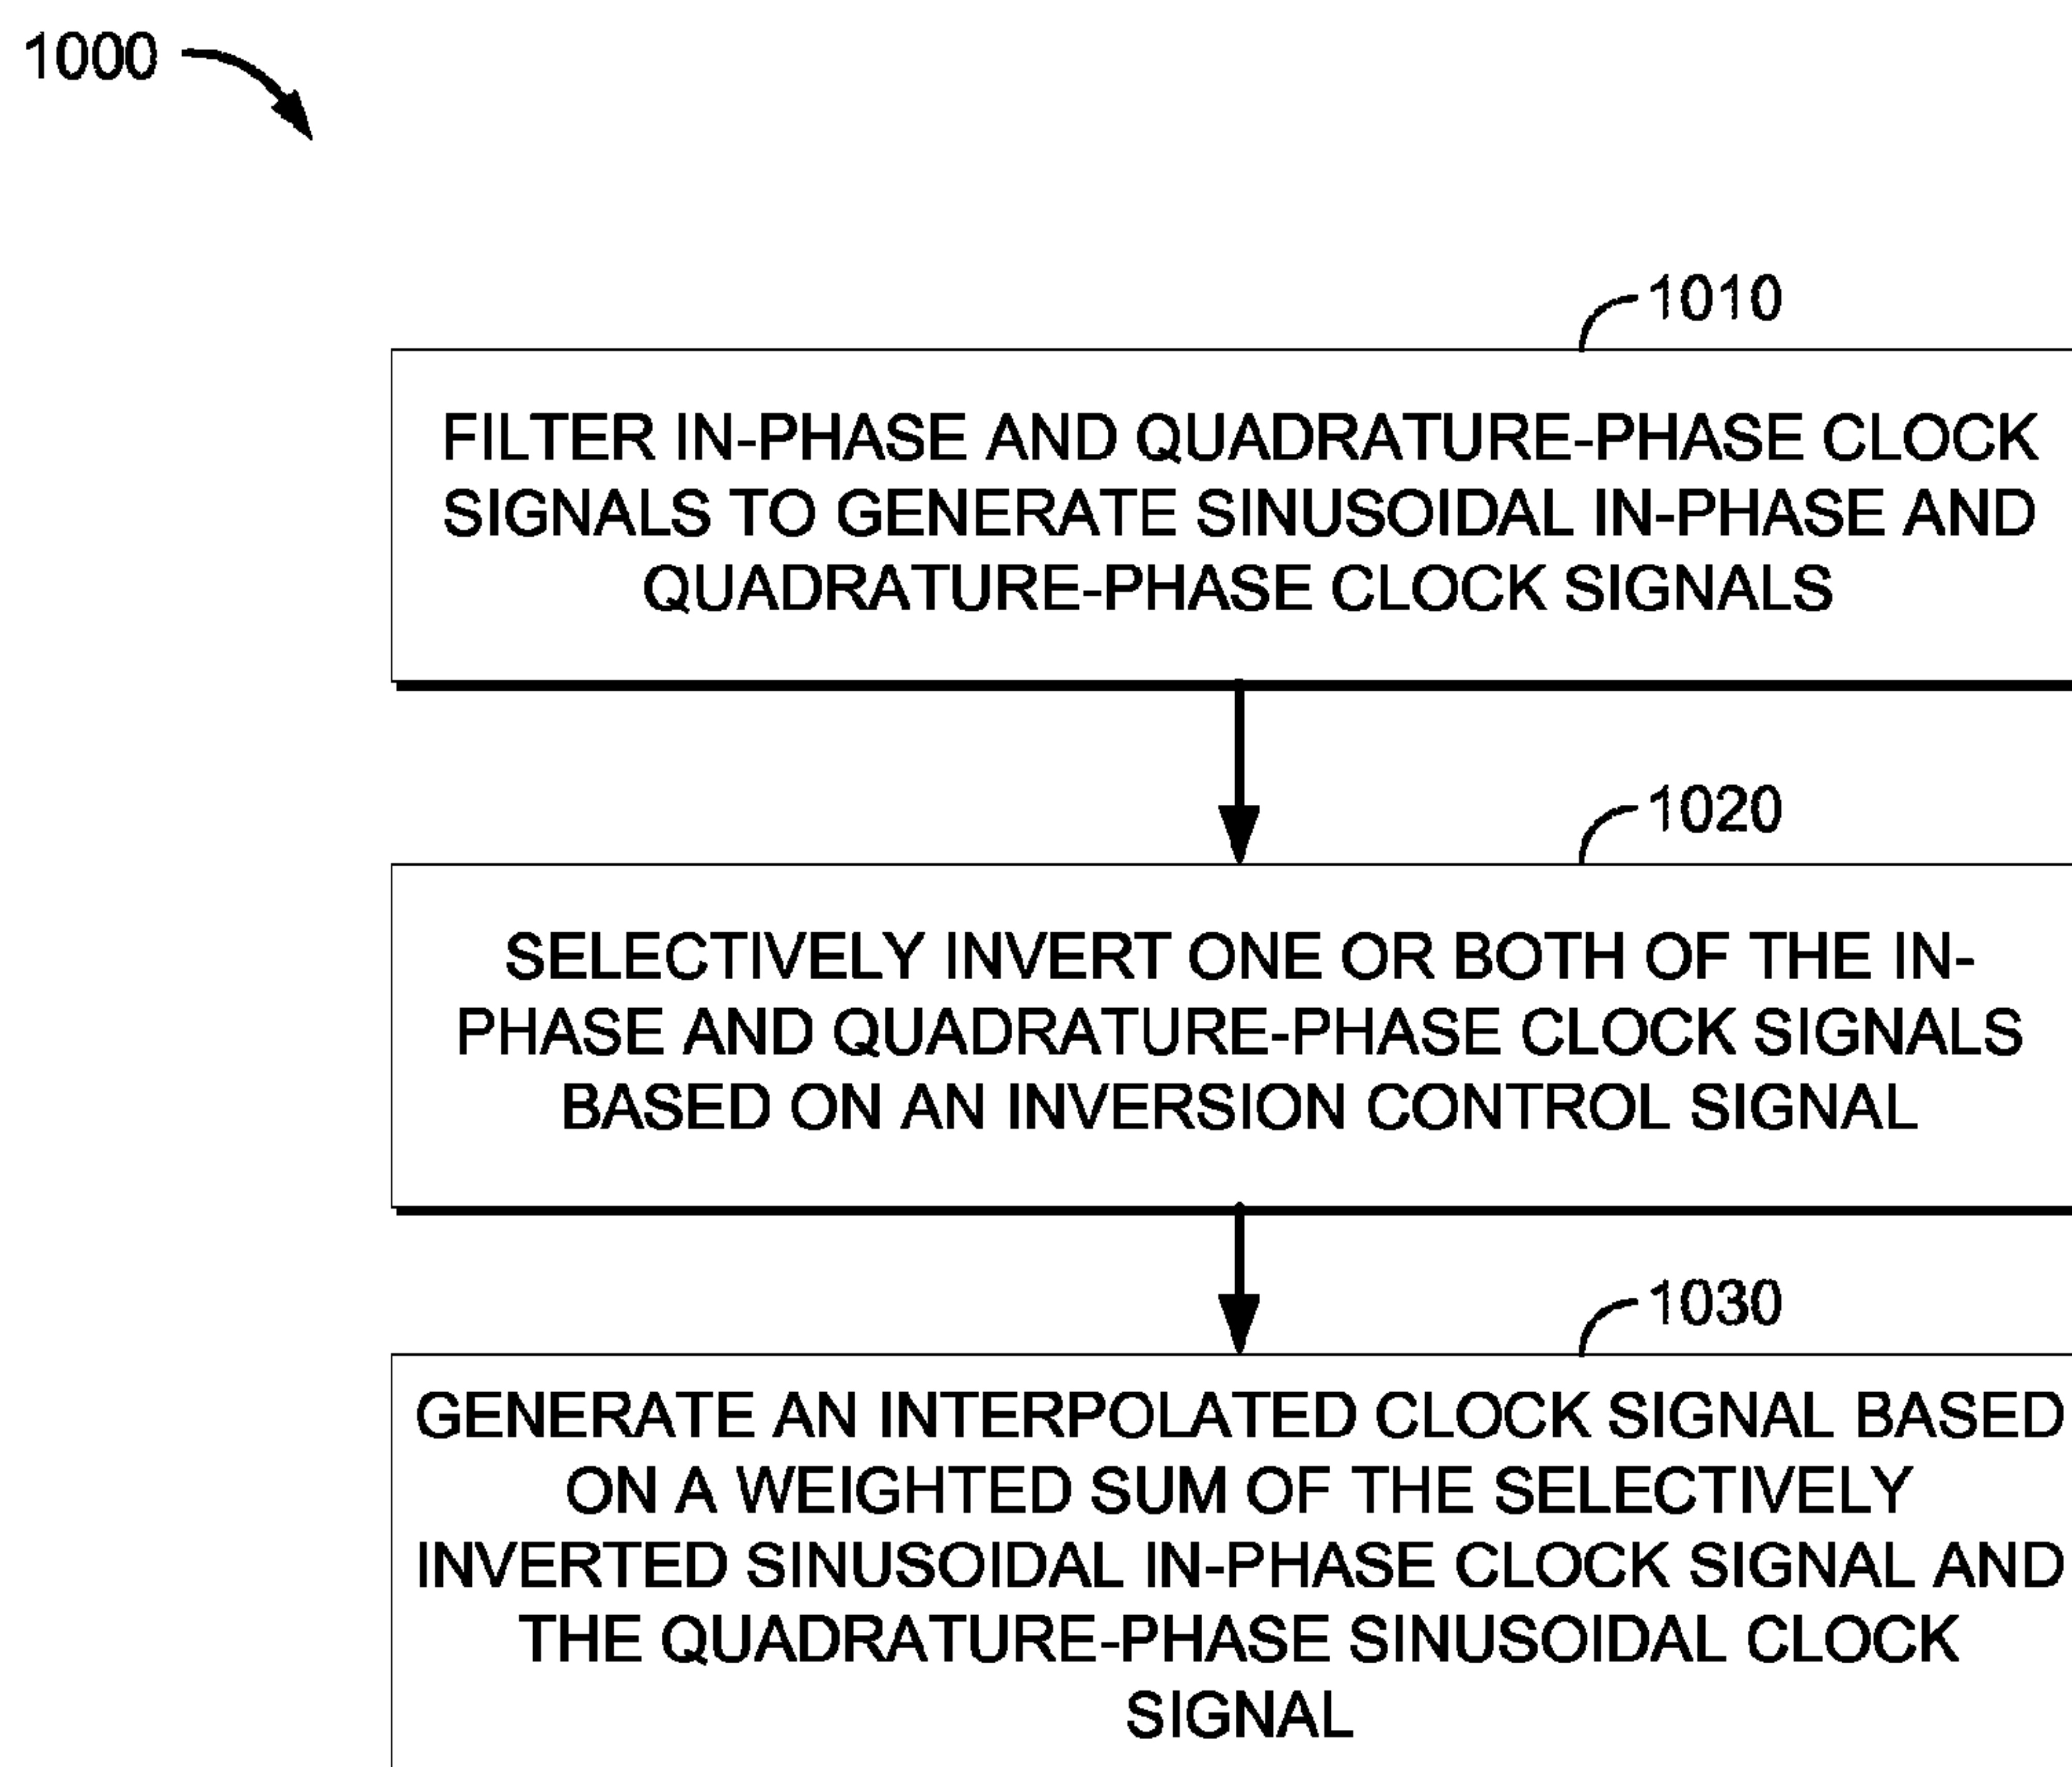 1000
1010
FILTER IN-PHASE AND QUADRATURE-PHASE CLOCK
SIGNALS TO GENERATE SINUSOIDAL IN-PHASE AND
QUADRATURE-PHASE CLOCK SIGNALS
1020
SELECTIVELY INVERT ONE OR BOTH OF THE IN-
PHASE AND QUADRATURE-PHASE CLOCK SIGNALS
BASED ON AN INVERSION CONTROL SIGNAL
1030
GENERATE AN INTERPOLATED CLOCK SIGNAL BASED
ON A WEIGHTED SUM OF THE SELECTIVELY
INVERTED SINUSOIDAL IN-PHASE CLOCK SIGNAL AND
THE QUADRATURE-PHASE SINUSOIDAL CLOCK
SIGNAL